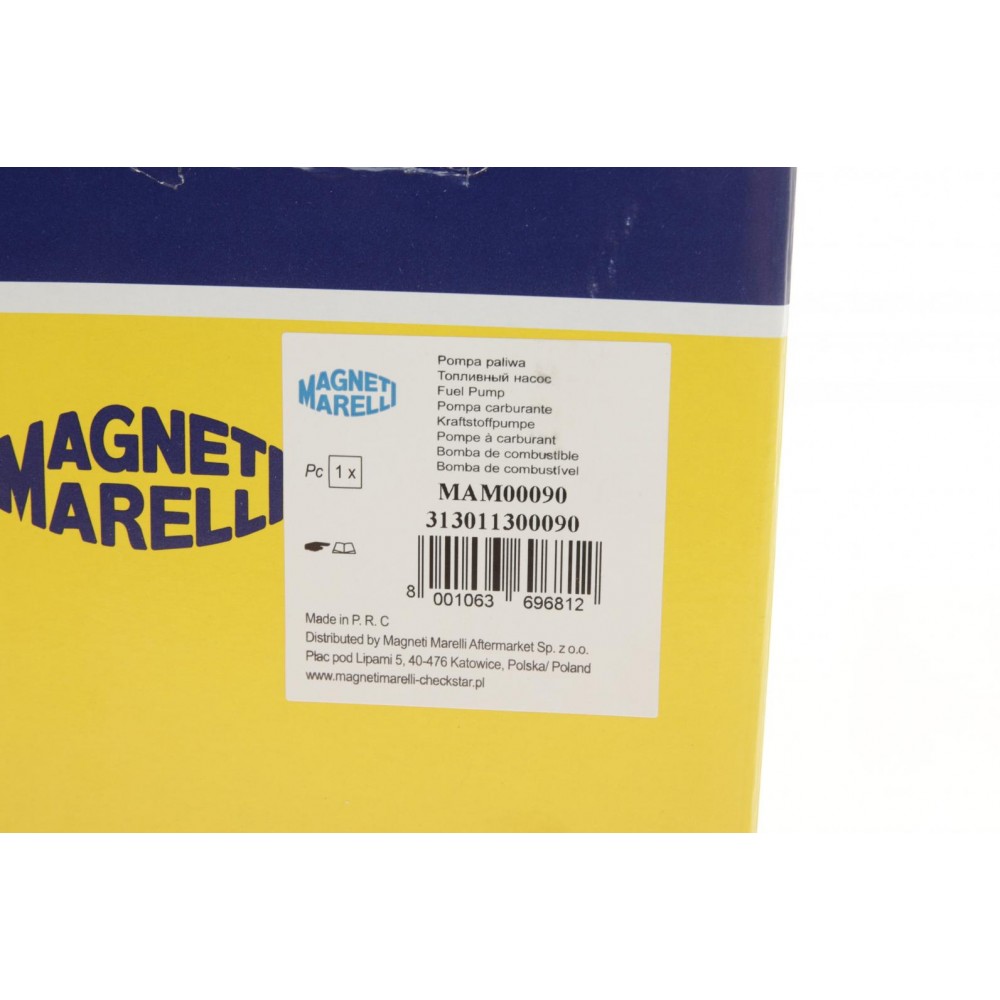 MAGNETI
MARELLI
MAGNETI
MARELLI
Pompa paliwa
Топливный насос
Fuel Pump
Pompa carburante
Kraftstoffpumpe
Pompe à carburant
Bomba de combustible
Bomba de combustível
Pc 1 x
MAM00090
313011300090
8 001063 696812
Made in P. R. C
Distributed by Magneti Marelli Aftermarket Sp. z o.o.
Plac pod Lipami 5, 40-476 Katowice, Polska/ Poland
www.magnetimarelli-checkstar.pl